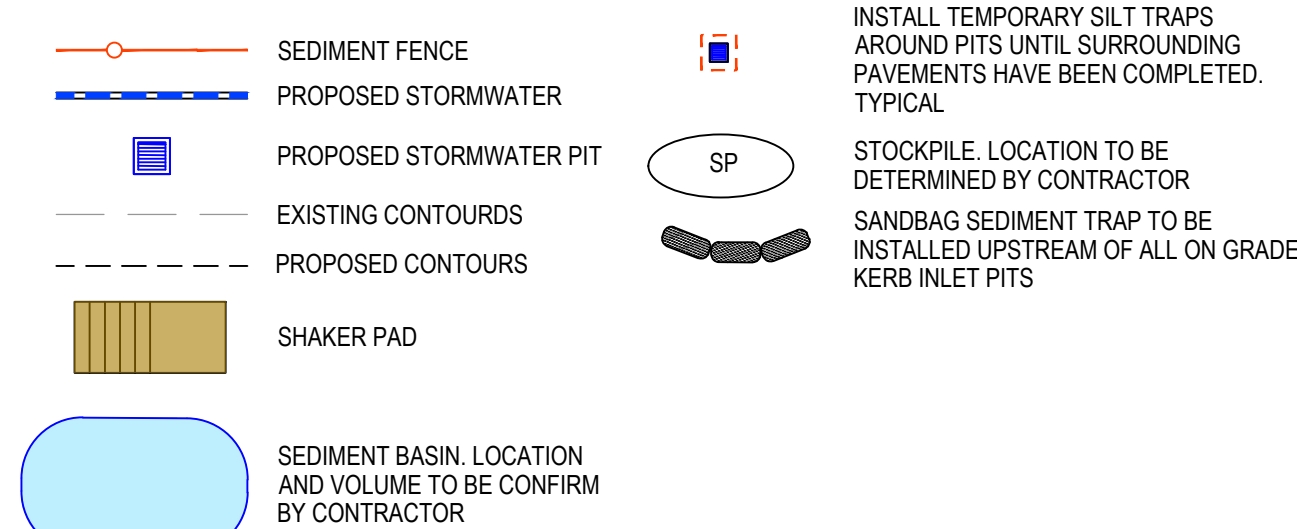 SEDIMENT FENCE
PROPOSED STORMWATER
PROPOSED STORMWATER PIT
EXISTING CONTOURDS
PROPOSED CONTOURS
SHAKER PAD
SEDIMENT BASIN. LOCATION
AND VOLUME TO BE CONFIRM
BY CONTRACTOR
INSTALL TEMPORARY SILT TRAPS
AROUND PITS UNTIL SURROUNDING
PAVEMENTS HAVE BEEN COMPLETED.
TYPICAL
SP
STOCKPILE. LOCATION TO BE
DETERMINED BY CONTRACTOR
SANDBAG SEDIMENT TRAP TO BE
INSTALLED UPSTREAM OF ALL ON GRADE
KERB INLET PITS